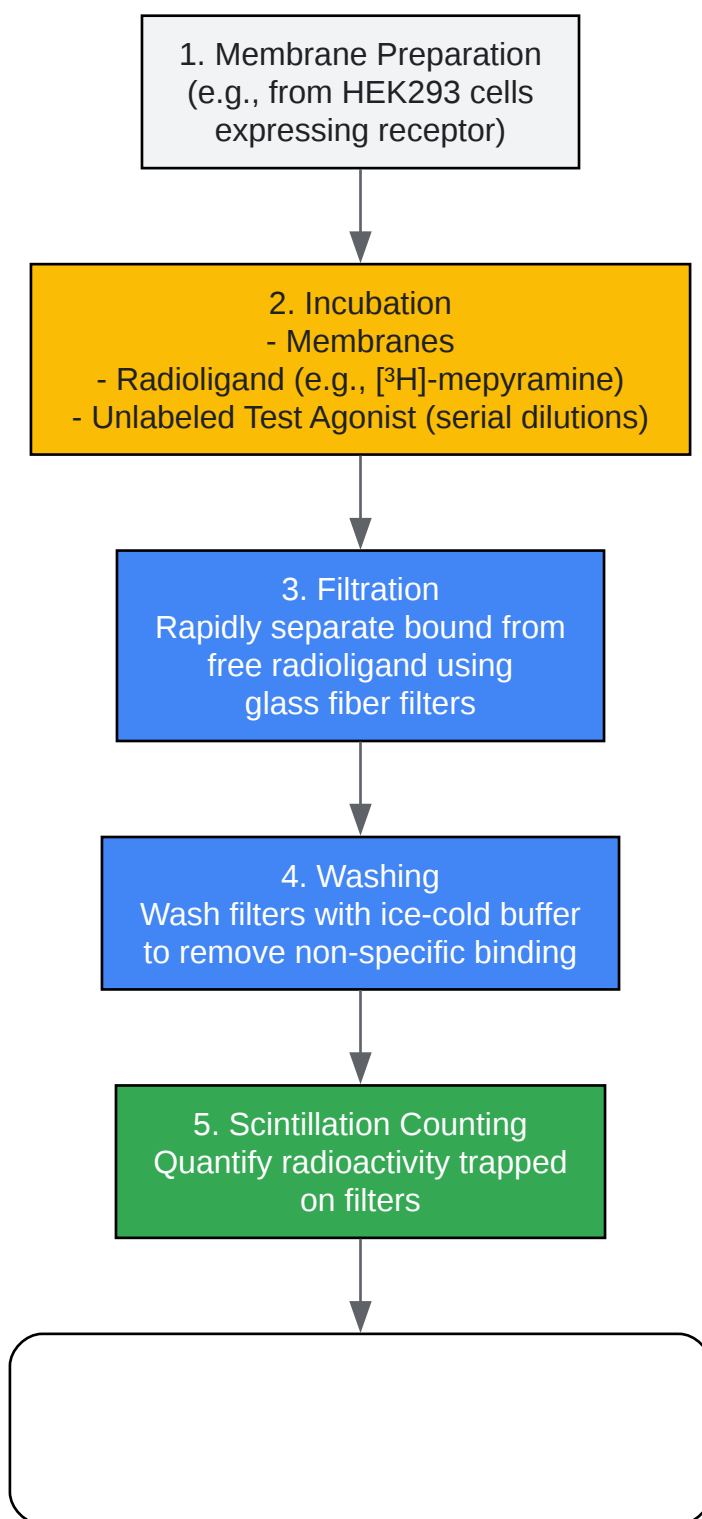 1. Membrane Preparation
(e.g., from HEK293 cells
expressing receptor)
2. Incubation
- Membranes
- Radioligand (e.g., [³H]-mepyramine)
- Unlabeled Test Agonist (serial dilutions)
3. Filtration
Rapidly separate bound from
free radioligand using
glass fiber filters
4. Washing
Wash filters with ice-cold buffer
to remove non-specific binding
5. Scintillation Counting
Quantify radioactivity trapped
on filters